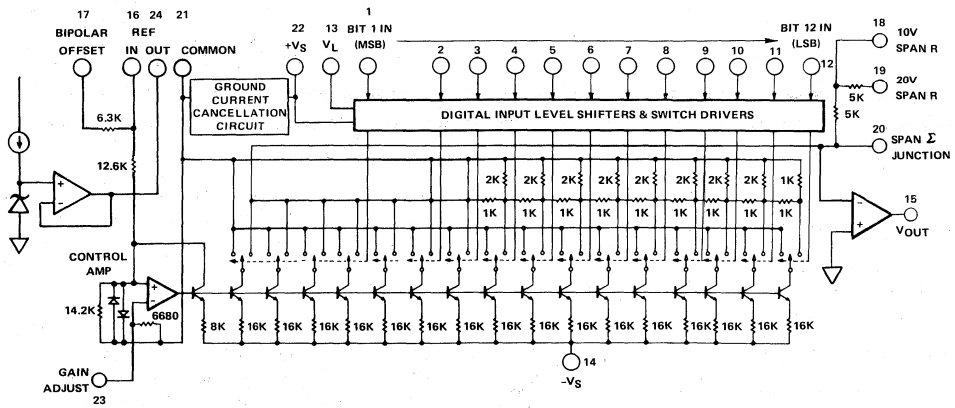 17 16 24 21
BIPOLAR REF
OFFSET IN OUT COMMON
22 13 1
+VS VL BIT 1 IN
(MSB)
2 3 4 5 6 7 8 9 10 11
BIT 12 IN
(LSB)
12
18
10V
SPAN R
19
20V
SPAN R
5K
5K
20
SPAN Σ
JUNCTION
GROUND
CURRENT
CANCELLATION
CIRCUIT
DIGITAL INPUT LEVEL SHIFTERS & SWITCH DRIVERS
6.3K
12.6K
2K 2K 2K 2K 2K 2K 2K 1K
1K 1K 1K 1K 1K 1K 1K 1K
+
−
−
+
15
VOUT
CONTROL
AMP
+
−
14.2K
6680
8K 16K 16K 16K 16K 16K 16K 16K 16K 16K 16K 16K 16K 16K 16K 16K
14
−VS
GAIN
ADJUST
23